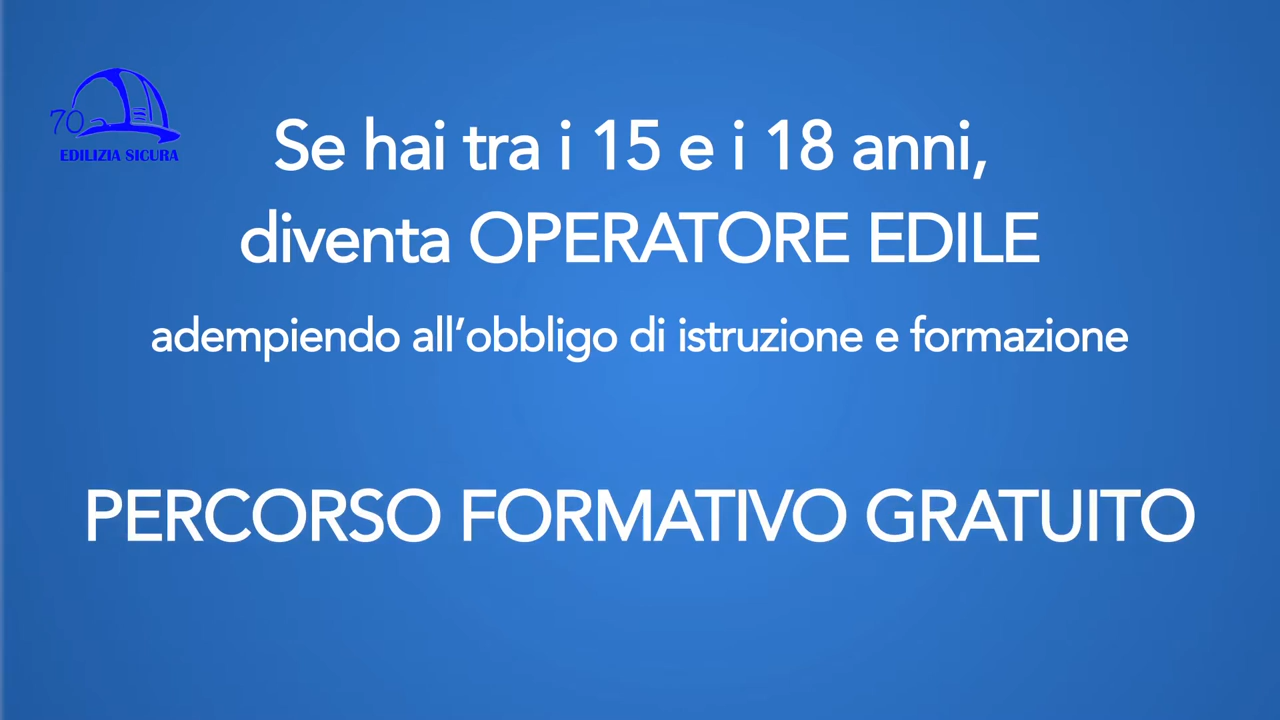 70
EDILIZIA SICURA
Se hai tra i 15 e i 18 anni,
diventa OPERATORE EDILE
adempiendo all’obbligo di istruzione e formazione
PERCORSO FORMATIVO GRATUITO